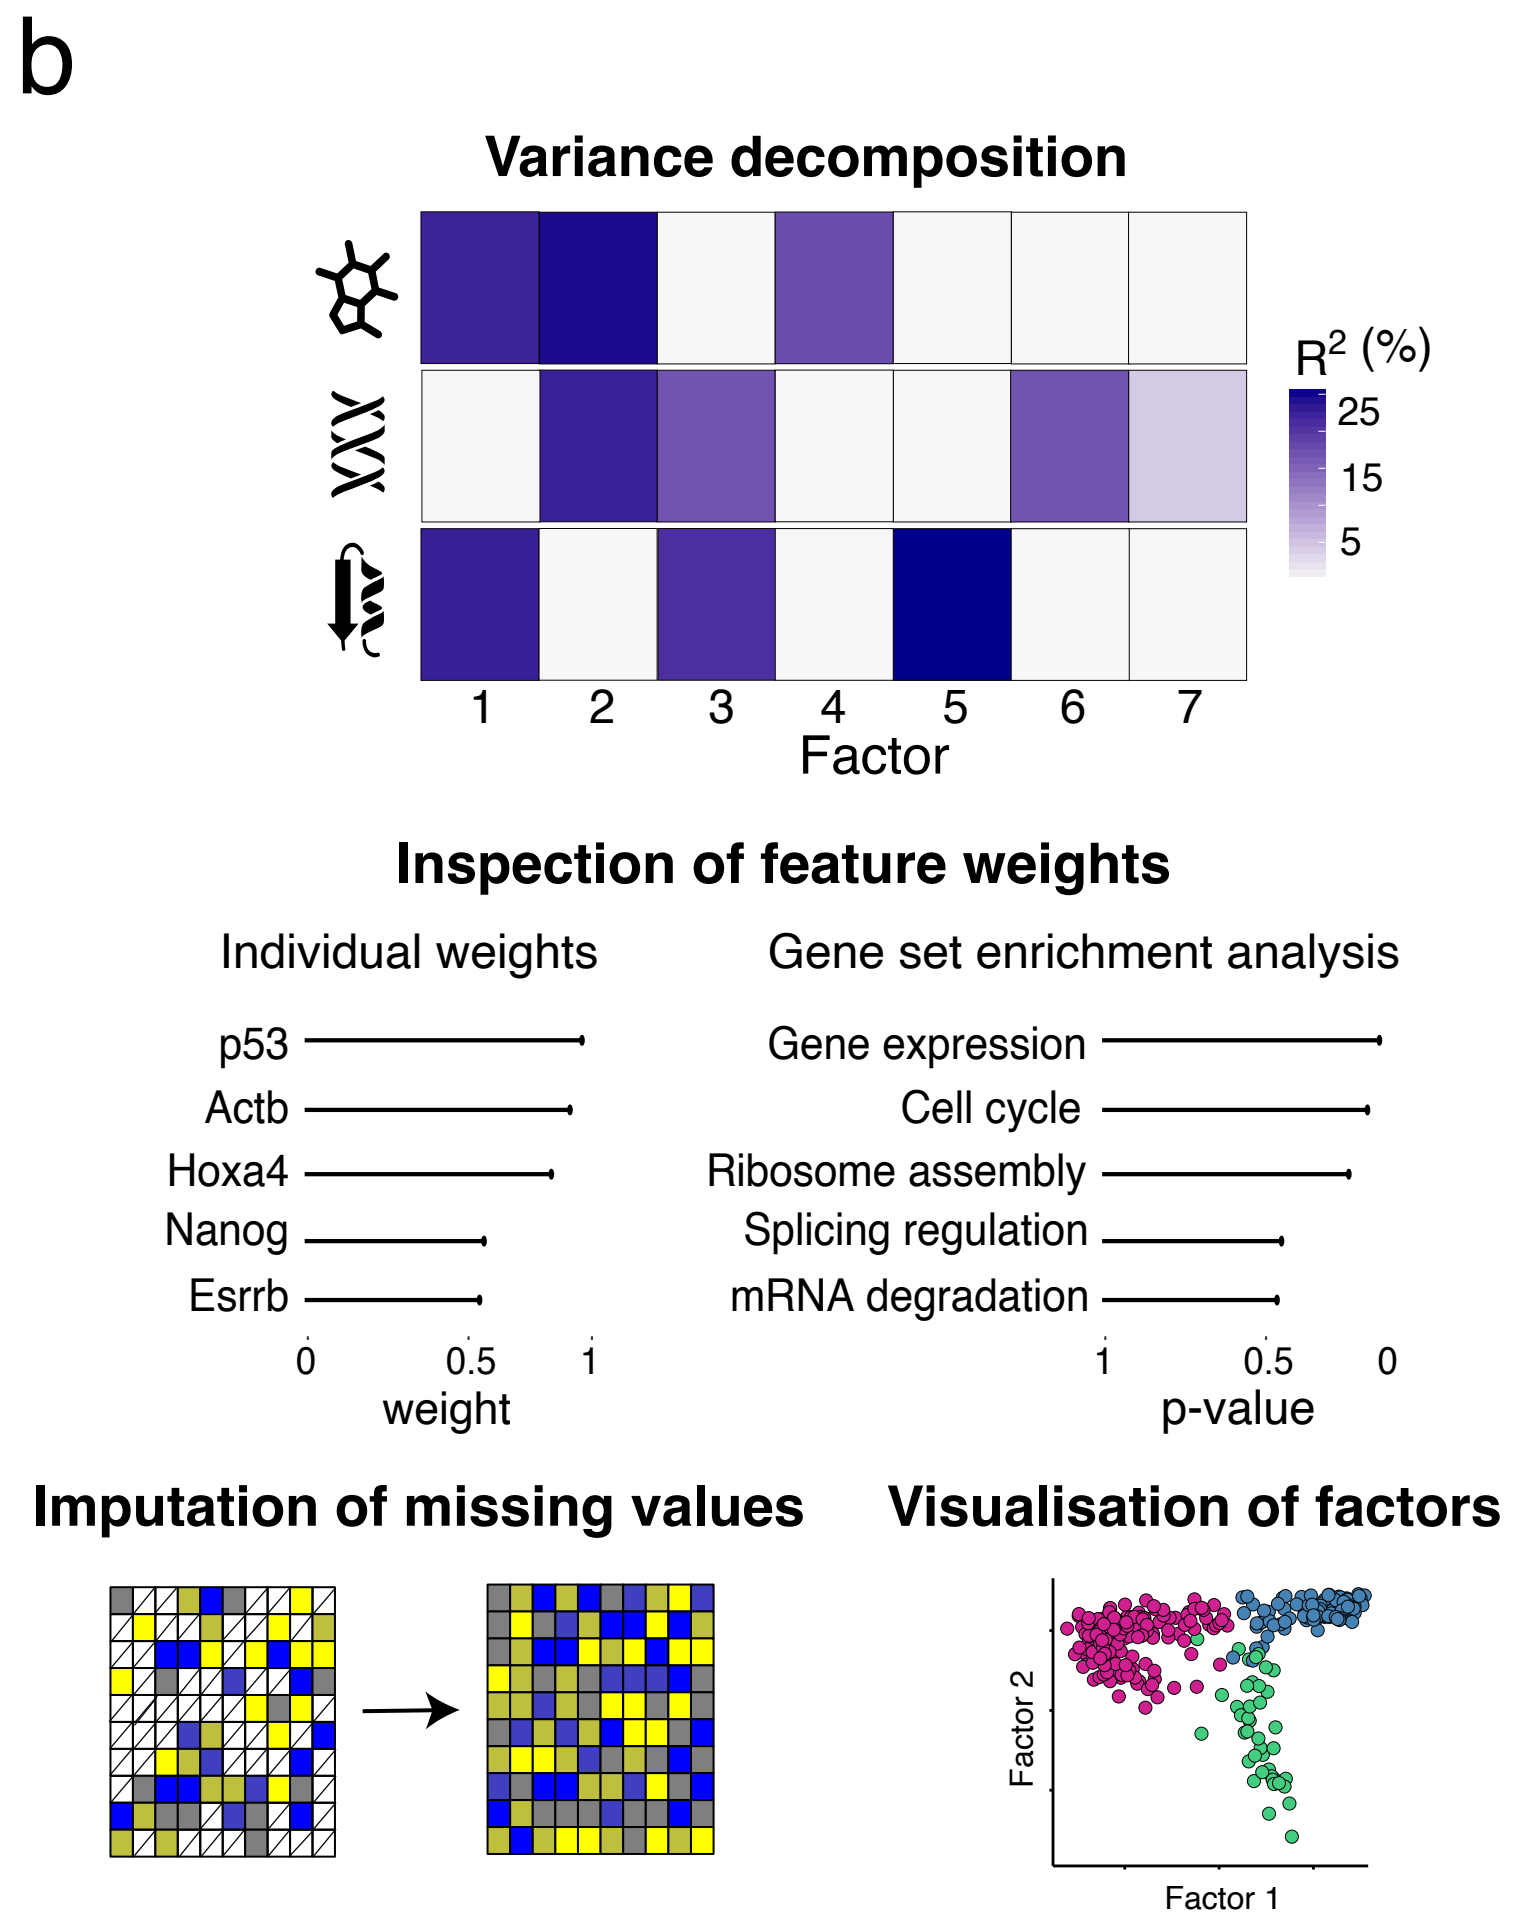 b
Variance decomposition
R² (%)
25
15
5
1 2 3 4 5 6 7
Factor
Inspection of feature weights
Individual weights
p53
Actb
Hoxa4
Nanog
Esrrb
0 0.5 1
weight
Gene set enrichment analysis
Gene expression
Cell cycle
Ribosome assembly
Splicing regulation
mRNA degradation
1 0.5 0
p-value
Imputation of missing values
Visualisation of factors
Factor 2
Factor 1